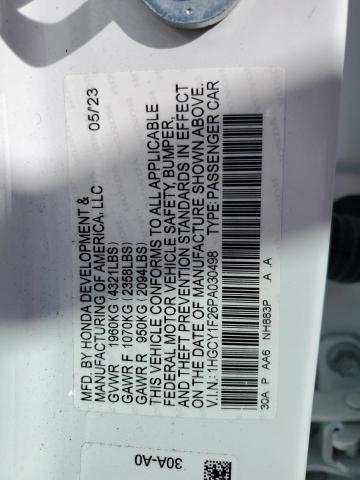 MFD. BY HONDA DEVELOPMENT & 05/23
MANUFACTURING OF AMERICA, LLC
GVWR 1960KG (4321LBS)
GAWR F 1070KG (2358LBS)
GAWR R 950KG (2094LBS)
THIS VEHICLE CONFORMS TO ALL APPLICABLE
FEDERAL MOTOR VEHICLE SAFETY, BUMPER,
AND THEFT PREVENTION STANDARDS IN EFFECT
ON THE DATE OF MANUFACTURE SHOWN ABOVE.
V.I.N.: 1HGCY1F26PA030498 TYPE: PASSENGER CAR
30A P AA6 NH883P A A
30A-A0